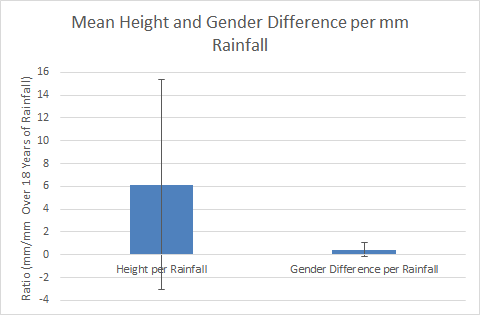 Mean Height and Gender Difference per mm
Rainfall
Ratio (mm/mm  Over 18 Years of Rainfall)
16
14
12
10
8
6
4
2
0
-2
-4
Height per Rainfall
Gender Difference per Rainfall